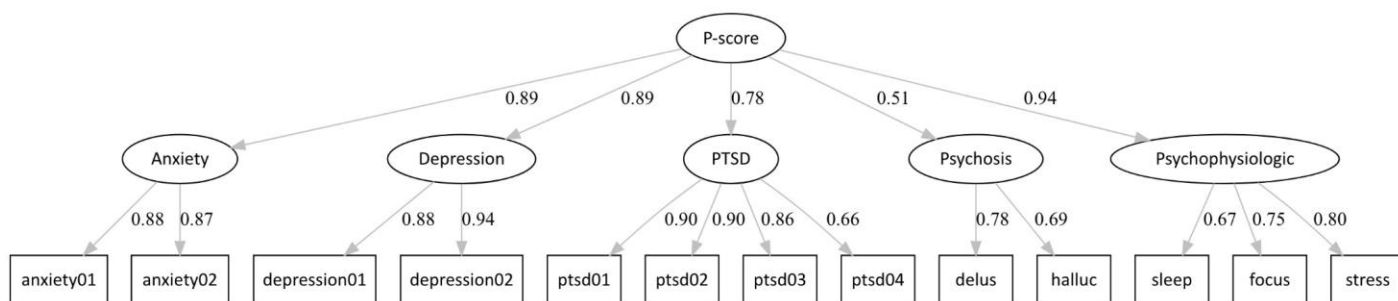 P-score
0.89 0.89 0.78 0.51 0.94
Anxiety Depression PTSD Psychosis Psychophysiologic
0.88 0.87 0.88 0.94 0.90 0.90 0.86 0.66 0.78 0.69 0.67 0.75 0.80
anxiety01 anxiety02 depression01 depression02 ptsd01 ptsd02 ptsd03 ptsd04 delus halluc sleep focus stress